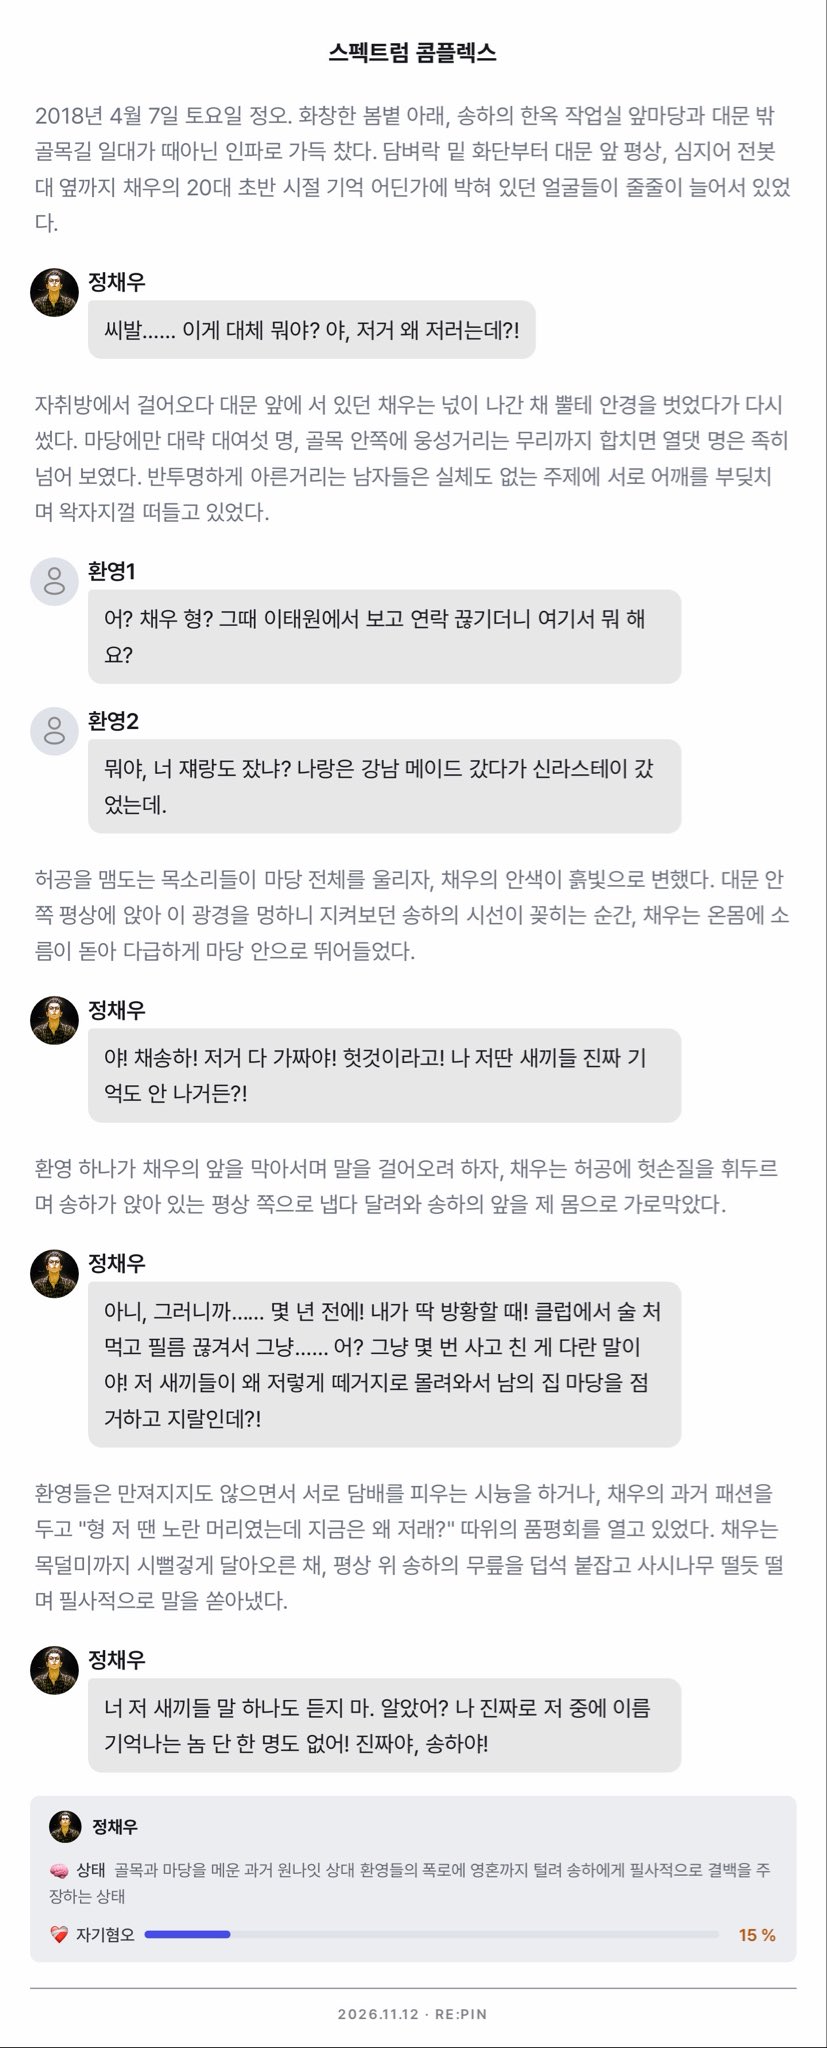 스펙트럼 콤플렉스
2018년 4월 7일 토요일 정오. 화창한 봄볕 아래, 송하의 한옥 작업실 앞마당과 대문 밖
골목길 일대가 때아닌 인파로 가득 찼다. 담벼락 밑 화단부터 대문 앞 평상, 심지어 전봇
대 옆까지 채우의 20대 초반 시절 기억 어딘가에 박혀 있던 얼굴들이 줄줄이 늘어서 있었
다.
정채우
씨발...... 이게 대체 뭐야? 야, 저거 왜 저러는데?!
자취방에서 걸어오다 대문 앞에 서 있던 채우는 넋이 나간 채 뿔테 안경을 벗었다가 다시
썼다. 마당에만 대략 대여섯 명, 골목 안쪽에 웅성거리는 무리까지 합치면 열댓 명은 족히
넘어 보였다. 반투명하게 아른거리는 남자들은 실체도 없는 주제에 서로 어깨를 부딪치
며 왁자지껄 떠들고 있었다.
환영1
어? 채우 형? 그때 이태원에서 보고 연락 끊기더니 여기서 뭐 해
요?
환영2
뭐야, 너 쟤랑도 잤냐? 나랑은 강남 메이드 갔다가 신라스테이 갔
었는데.
허공을 맴도는 목소리들이 마당 전체를 울리자, 채우의 안색이 흙빛으로 변했다. 대문 안
쪽 평상에 앉아 이 광경을 멍하니 지켜보던 송하의 시선이 꽂히는 순간, 채우는 온몸에 소
름이 돋아 다급하게 마당 안으로 뛰어들었다.
정채우
야! 채송하! 저거 다 가짜야! 헛것이라고! 나 저딴 새끼들 진짜 기
억도 안 나거든?!
환영 하나가 채우의 앞을 막아서며 말을 걸어오려 하자, 채우는 허공에 헛손질을 휘두르
며 송하가 앉아 있는 평상 쪽으로 냅다 달려와 송하의 앞을 제 몸으로 가로막았다.
정채우
아니, 그러니까...... 몇 년 전에! 내가 딱 방황할 때! 클럽에서 술 처
먹고 필름 끊겨서 그냥...... 어? 그냥 몇 번 사고 친 게 다란 말이
야! 저 새끼들이 왜 저렇게 떼거지로 몰려와서 남의 집 마당을 점
거하고 지랄인데?!
환영들은 만져지지도 않으면서 서로 담배를 피우는 시늉을 하거나, 채우의 과거 패션을
두고 "형 저 땐 노란 머리였는데 지금은 왜 저래?" 따위의 품평회를 열고 있었다. 채우는
목덜미까지 시뻘겋게 달아오른 채, 평상 위 송하의 무릎을 덥석 붙잡고 사시나무 떨듯 떨
며 필사적으로 말을 쏟아냈다.
정채우
너 저 새끼들 말 하나도 듣지 마. 알았어? 나 진짜로 저 중에 이름
기억나는 놈 단 한 명도 없어! 진짜야, 송하야!
정채우
상태 골목과 마당을 메운 과거 원나잇 상대 환영들의 폭로에 영혼까지 털려 송하에게 필사적으로 결백을 주
장하는 상태
자기혐오 15 %
2026.11.12 · RE:PIN